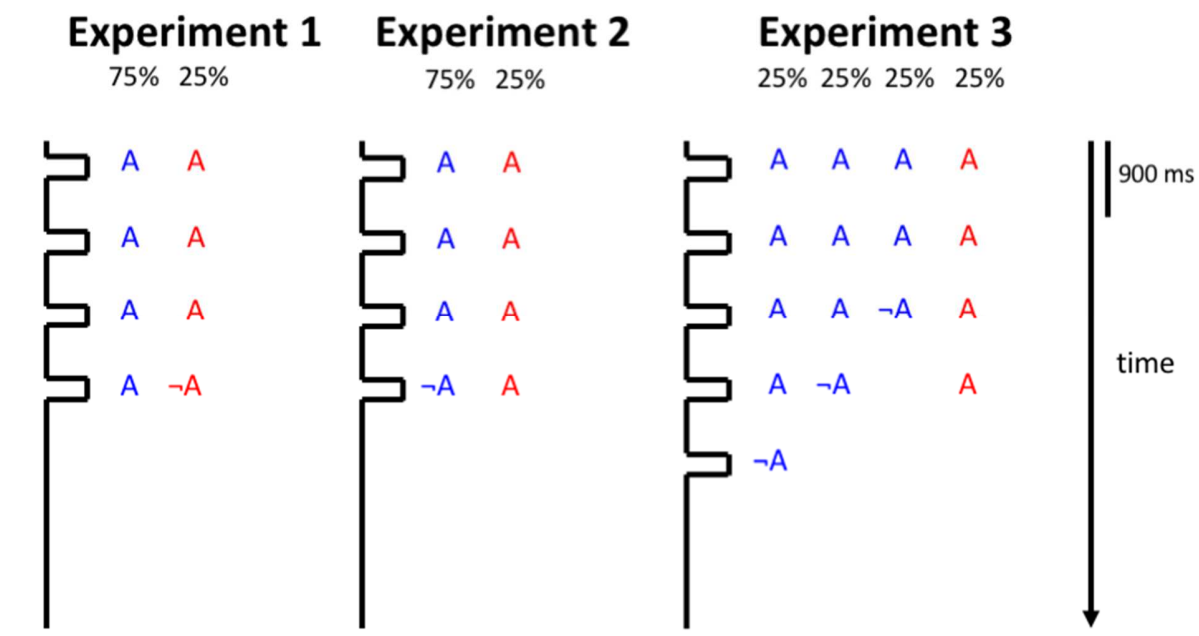 Experiment 1 Experiment 2 Experiment 3
75% 25% 75% 25% 25% 25% 25% 25%
A A A A A A A A
900 ms
A A A A A A A A
A A A A A A ¬A A
A ¬A ¬A A A ¬A A
time
¬A